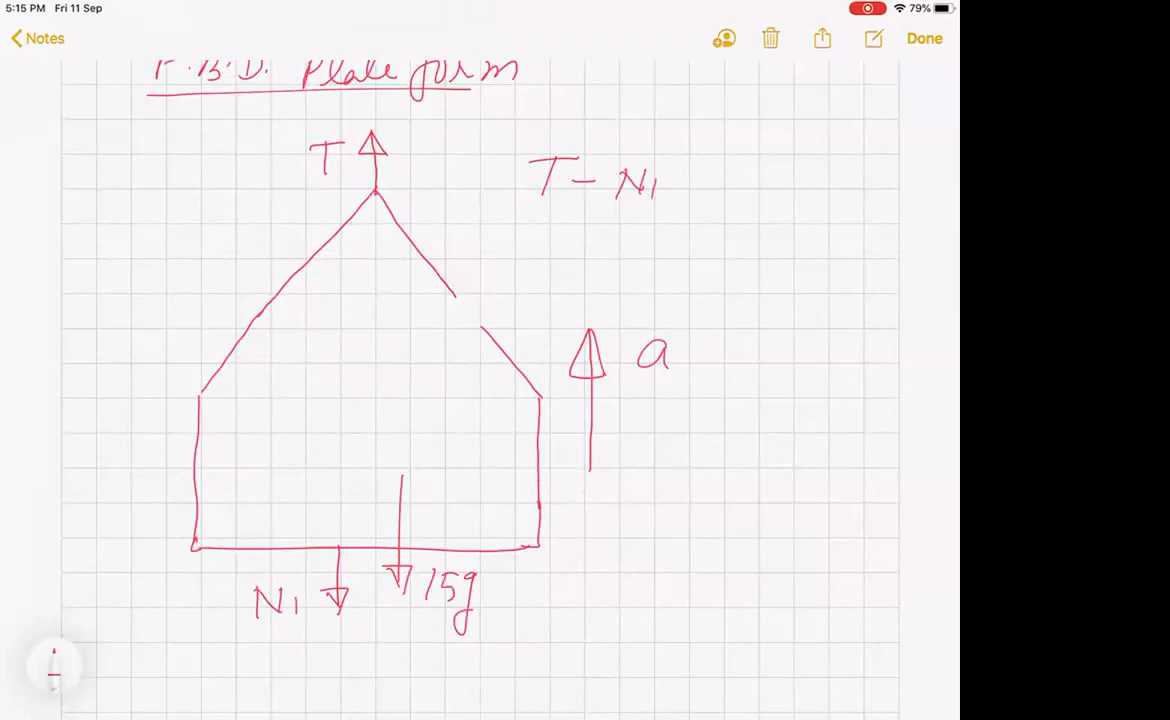 5:15 PM Fri 11 Sep
79%
Notes
Done
F.B.D. Plate form
T
T - N1
a
N1
15g